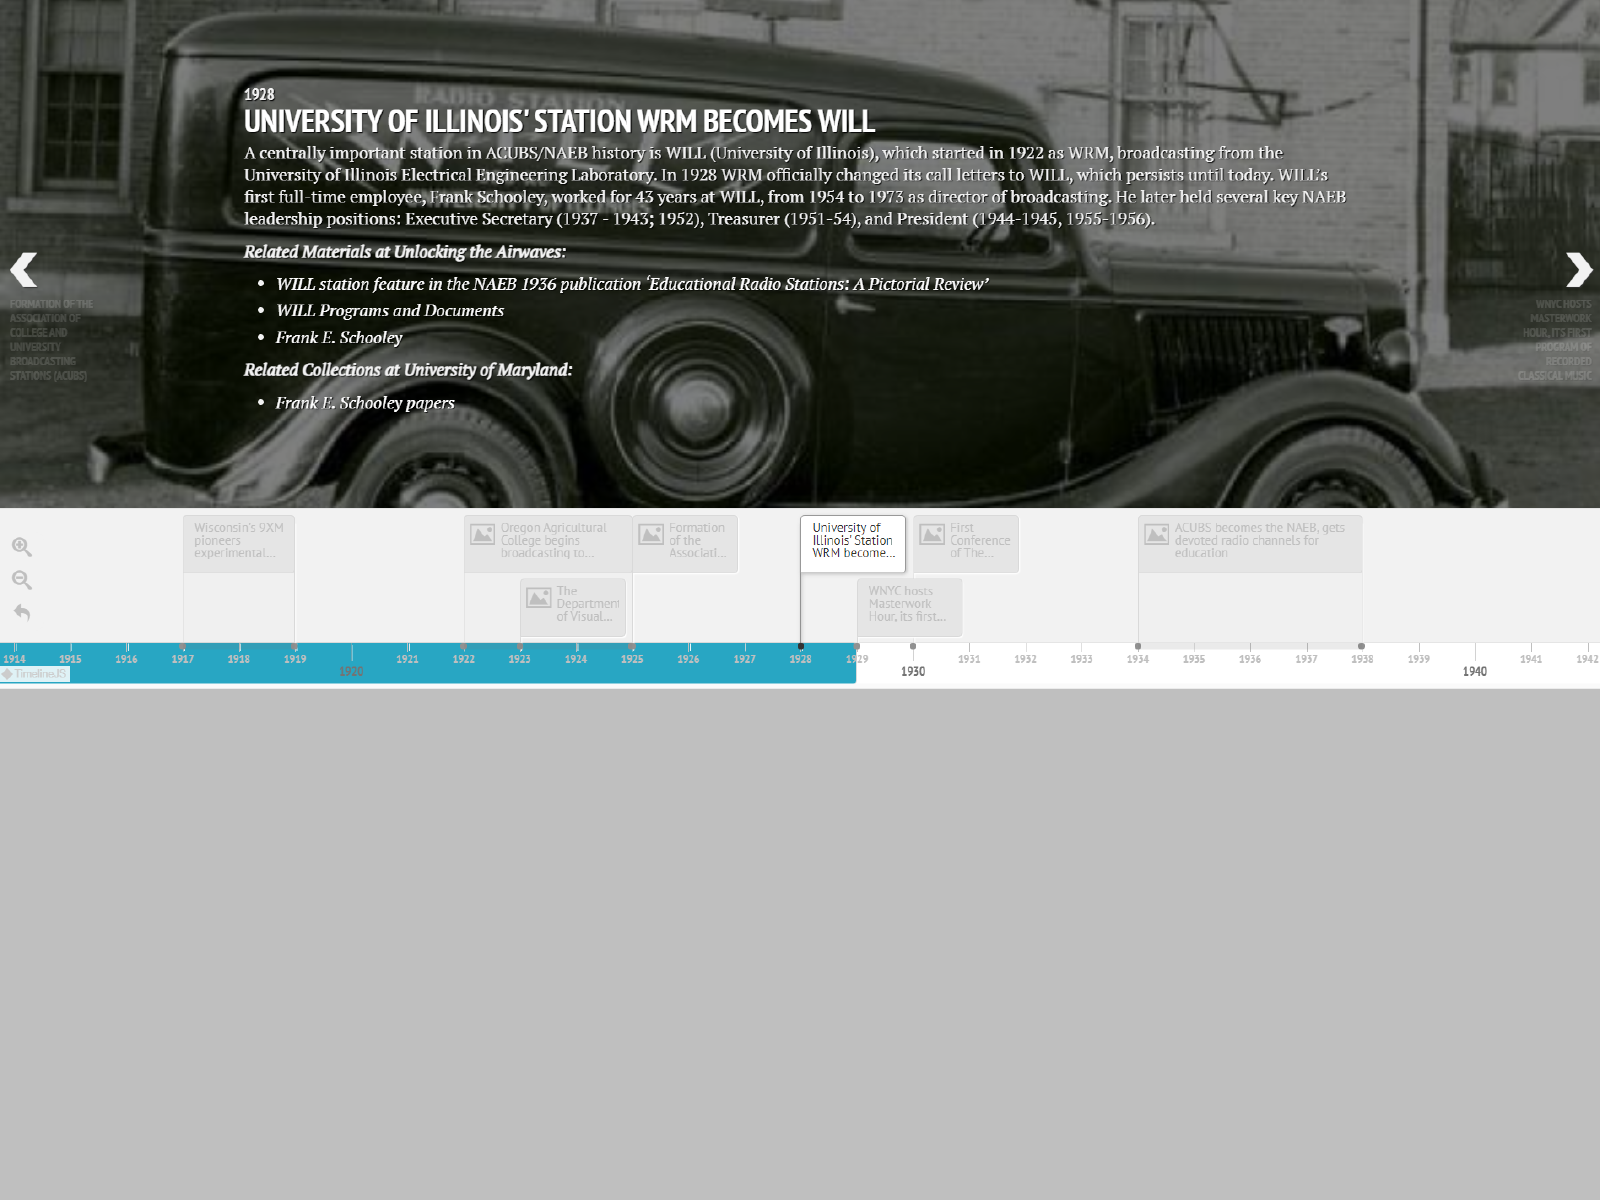 1928
UNIVERSITY OF ILLINOIS' STATION WRM BECOMES WILL
A centrally important station in ACUBS/NAEB history is WILL (University of Illinois), which started in 1922 as WRM, broadcasting from the
University of Illinois Electrical Engineering Laboratory. In 1928 WRM officially changed its call letters to WILL, which persists until today. WILL's
first full-time employee, Frank Schooley, worked for 43 years at WILL, from 1954 to 1973 as director of broadcasting. He later held several key NAEB
leadership positions: Executive Secretary (1937 - 1943; 1952), Treasurer (1951-54), and President (1944-1945, 1955-1956).
Related Materials at Unlocking the Airwaves:
• WILL station feature in the NAEB 1936 publication ‘Educational Radio Stations: A Pictorial Review’
• WILL Programs and Documents
• Frank E. Schooley
Related Collections at University of Maryland:
• Frank E. Schooley papers
FORMATION OF THE
ASSOCIATION OF
COLLEGE AND
UNIVERSITY
BROADCASTING
STATIONS (ACUBS)
WNYC HOSTS
MASTERWORK
HOUR, ITS FIRST
PROGRAM OF
RECORDED
CLASSICAL MUSIC
Wisconsin's 9XM
pioneers
experimental...
Oregon Agricultural
College begins
broadcasting to...
Formation
of the
Associati...
University of
Illinois' Station
WRM become...
First
Conference
of The...
ACUBS becomes the NAEB, gets
devoted radio channels for
education
The
Department
of Visual...
WNYC hosts
Masterwork
Hour, its first...
1914 1915 1916 1917 1918 1919 1921 1922 1923 1924 1925 1926 1927 1928 1929 1931 1932 1933 1934 1935 1936 1937 1938 1939 1941 1942
1920 1930 1940
TimelineJS